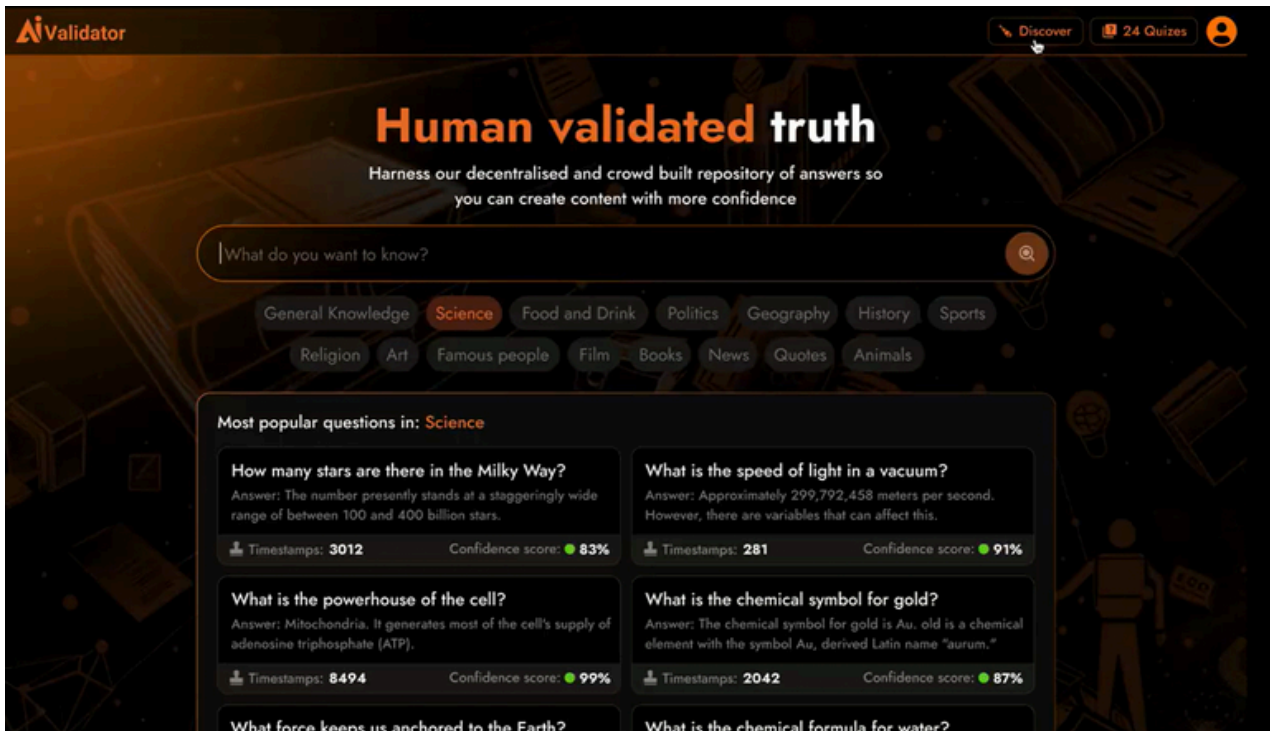 Ai Validator
Discover
24 Quizes
Human validated truth
Harness our decentralised and crowd built repository of answers so
you can create content with more confidence
What do you want to know?
General Knowledge Science Food and Drink Politics Geography History Sports
Religion Art Famous people Film Books News Quotes Animals
Most popular questions in: Science
How many stars are there in the Milky Way?
Answer: The number presently stands at a staggeringly wide
range of between 100 and 400 billion stars.
Timestamps: 3012 Confidence score: 83%
What is the speed of light in a vacuum?
Answer: Approximately 299,792,458 meters per second.
However, there are variables that can affect this.
Timestamps: 281 Confidence score: 91%
What is the powerhouse of the cell?
Answer: Mitochondria. It generates most of the cell's supply of
adenosine triphosphate (ATP).
Timestamps: 8494 Confidence score: 99%
What is the chemical symbol for gold?
Answer: The chemical symbol for gold is Au. old is a chemical
element with the symbol Au, derived Latin name "aurum."
Timestamps: 2042 Confidence score: 87%
What force keeps us anchored to the Earth?
What is the chemical formula for water?